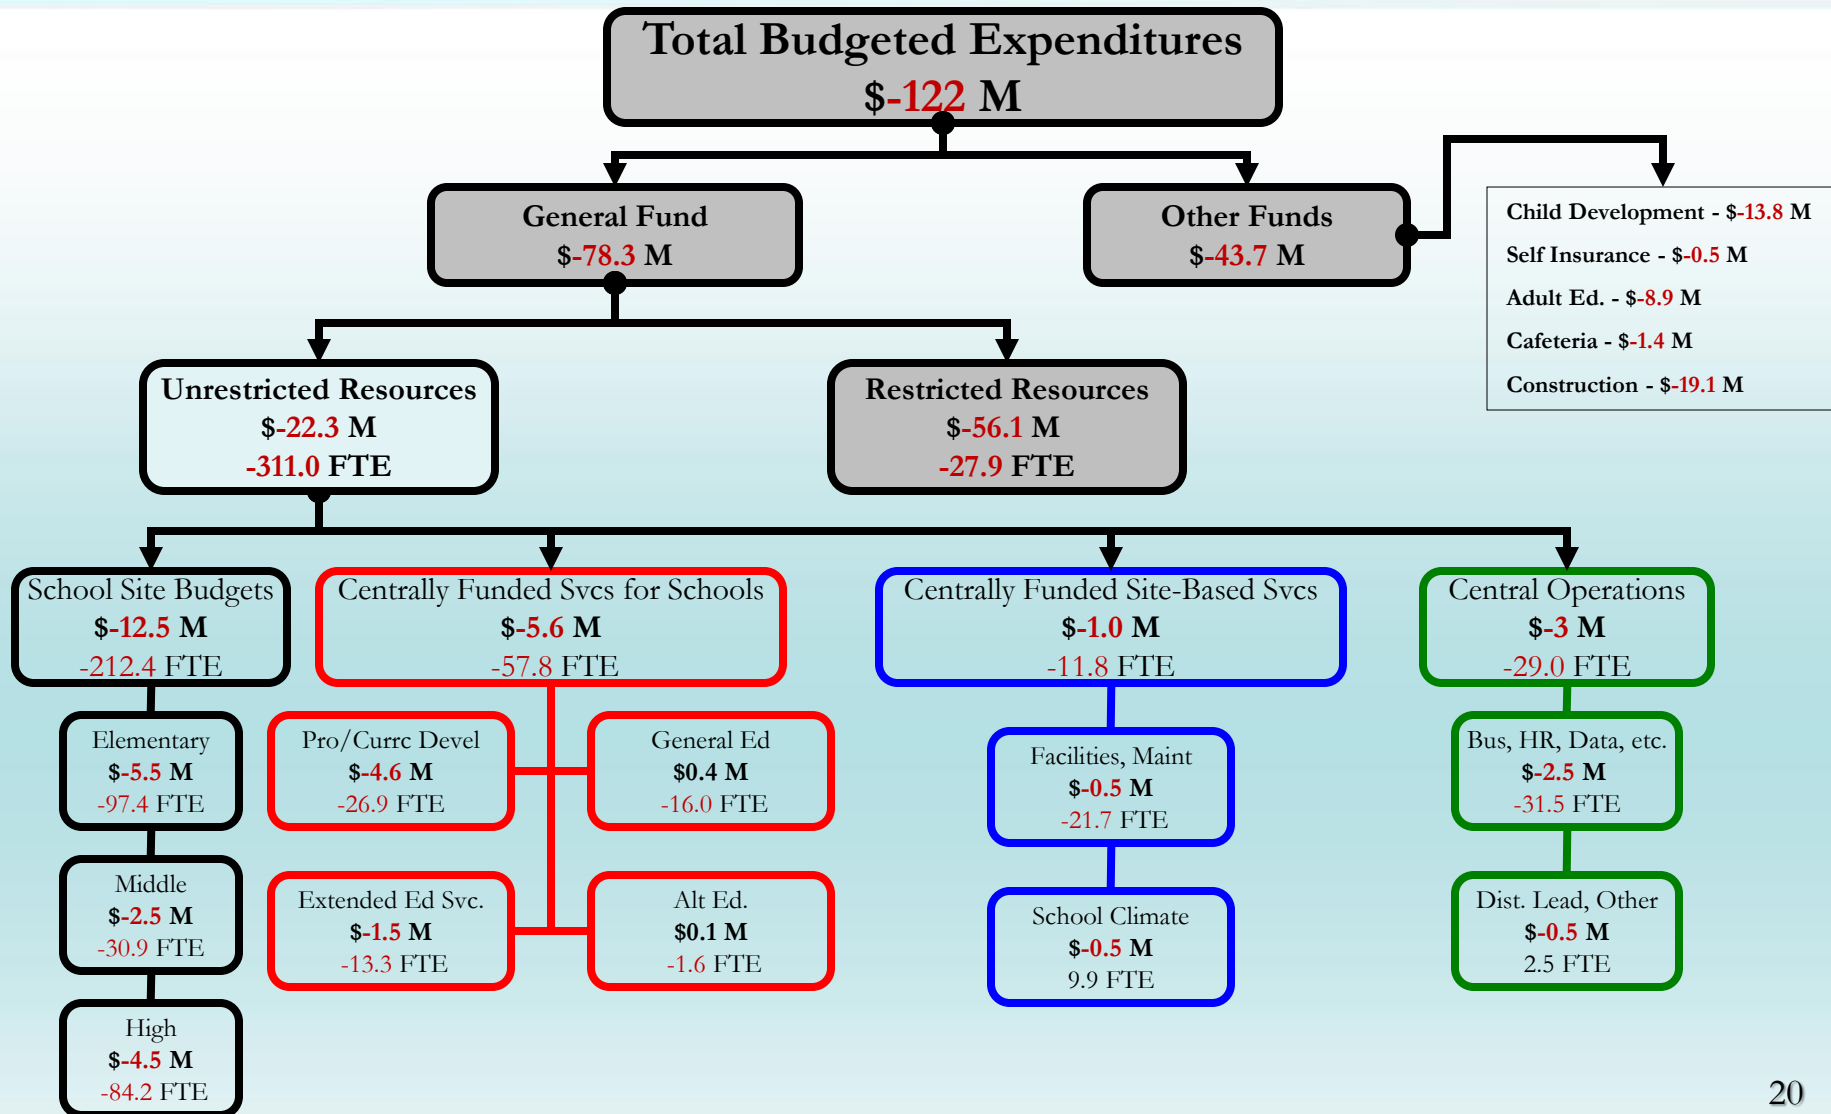 Total Budgeted Expenditures
$-122 M
General Fund
$-78.3 M
Other Funds
$-43.7 M
Child Development - $-13.8 M
Self Insurance - $-0.5 M
Adult Ed. - $-8.9 M
Cafeteria - $-1.4 M
Construction - $-19.1 M
Unrestricted Resources
$-22.3 M
-311.0 FTE
Restricted Resources
$-56.1 M
-27.9 FTE
School Site Budgets
$-12.5 M
-212.4 FTE
Centrally Funded Svcs for Schools
$-5.6 M
-57.8 FTE
Centrally Funded Site-Based Svcs
$-1.0 M
-11.8 FTE
Central Operations
$-3 M
-29.0 FTE
Elementary
$-5.5 M
-97.4 FTE
Middle
$-2.5 M
-30.9 FTE
High
$-4.5 M
-84.2 FTE
Pro/Currc Devel
$-4.6 M
-26.9 FTE
General Ed
$0.4 M
-16.0 FTE
Extended Ed Svc.
$-1.5 M
-13.3 FTE
Alt Ed.
$0.1 M
-1.6 FTE
Facilities, Maint
$-0.5 M
-21.7 FTE
School Climate
$-0.5 M
9.9 FTE
Bus, HR, Data, etc.
$-2.5 M
-31.5 FTE
Dist. Lead, Other
$-0.5 M
2.5 FTE
20